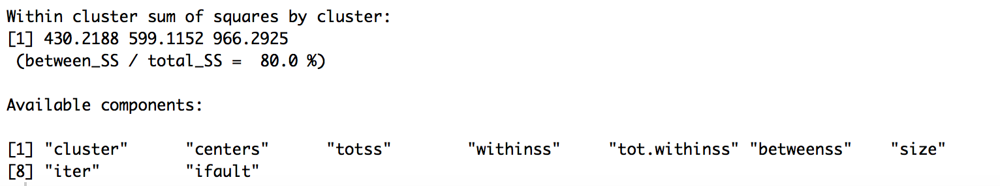 Within cluster sum of squares by cluster:
[1] 430.2188 599.1152 966.2925
 (between_SS / total_SS =  80.0 %)
Available components:
[1] "cluster"      "centers"      "totss"        "withinss"     "tot.withinss" "betweenss"    "size"
[8] "iter"         "ifault"